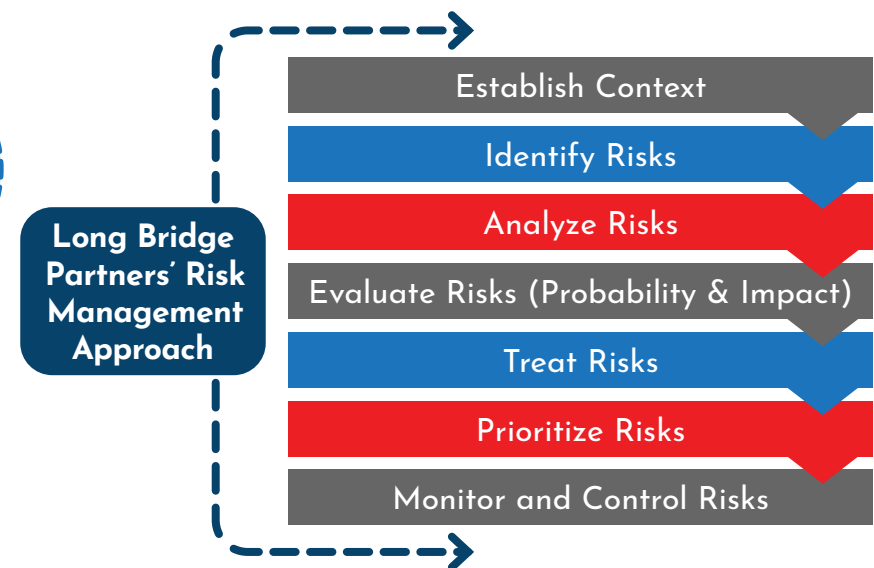 Long Bridge
Partners’ Risk
Management
Approach
Establish Context
Identify Risks
Analyze Risks
Evaluate Risks (Probability & Impact)
Treat Risks
Prioritize Risks
Monitor and Control Risks